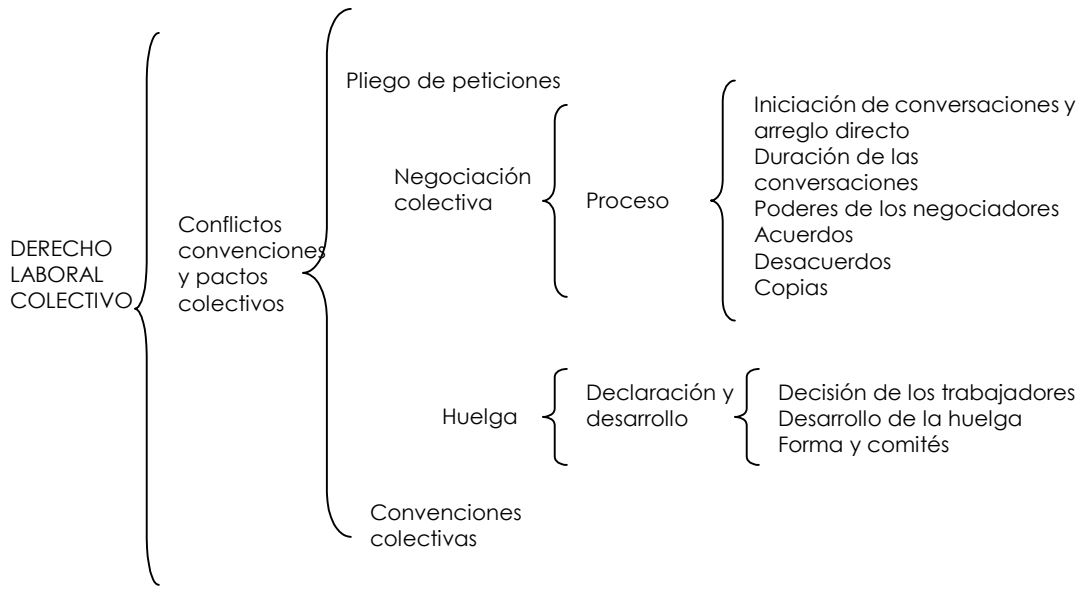 DERECHO
LABORAL
COLECTIVO
Conflictos
convenciones
y pactos
colectivos
Pliego de peticiones
Negociación
colectiva
Proceso
Iniciación de conversaciones y
arreglo directo
Duración de las
conversaciones
Poderes de los negociadores
Acuerdos
Desacuerdos
Copias
Huelga
Declaración y
desarrollo
Decisión de los trabajadores
Desarrollo de la huelga
Forma y comités
Convenciones
colectivas